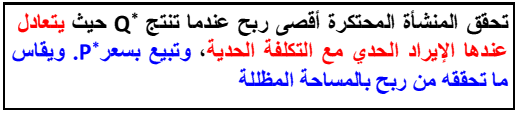 تحقق المنشأة المحتكرة أقصى ربح عندما تنتج Q* حيث يتعادل
عندها الإيراد الحدي مع التكلفة الحدية، وتبيع بسعر P*. ويقاس
ما تحققه من ربح بالمساحة المظللة